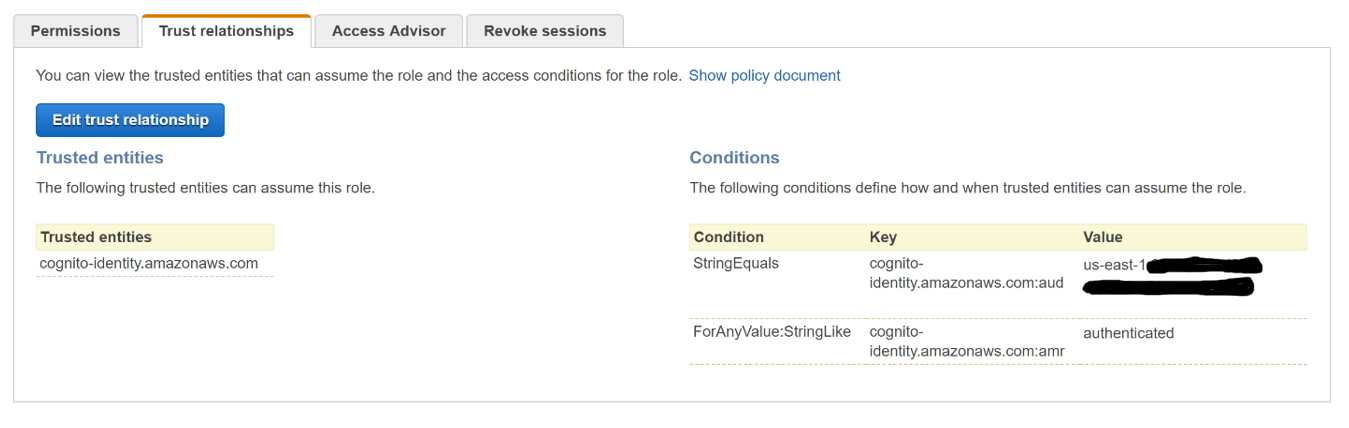 Permissions
Trust relationships
Access Advisor
Revoke sessions
You can view the trusted entities that can assume the role and the access conditions for the role. Show policy document
Edit trust relationship
Trusted entities
The following trusted entities can assume this role.
Trusted entities
cognito-identity.amazonaws.com
Conditions
The following conditions define how and when trusted entities can assume the role.
Condition Key Value
StringEquals cognito- us-east-1
identity.amazonaws.com:aud
ForAnyValue:StringLike cognito- authenticated
identity.amazonaws.com:amr